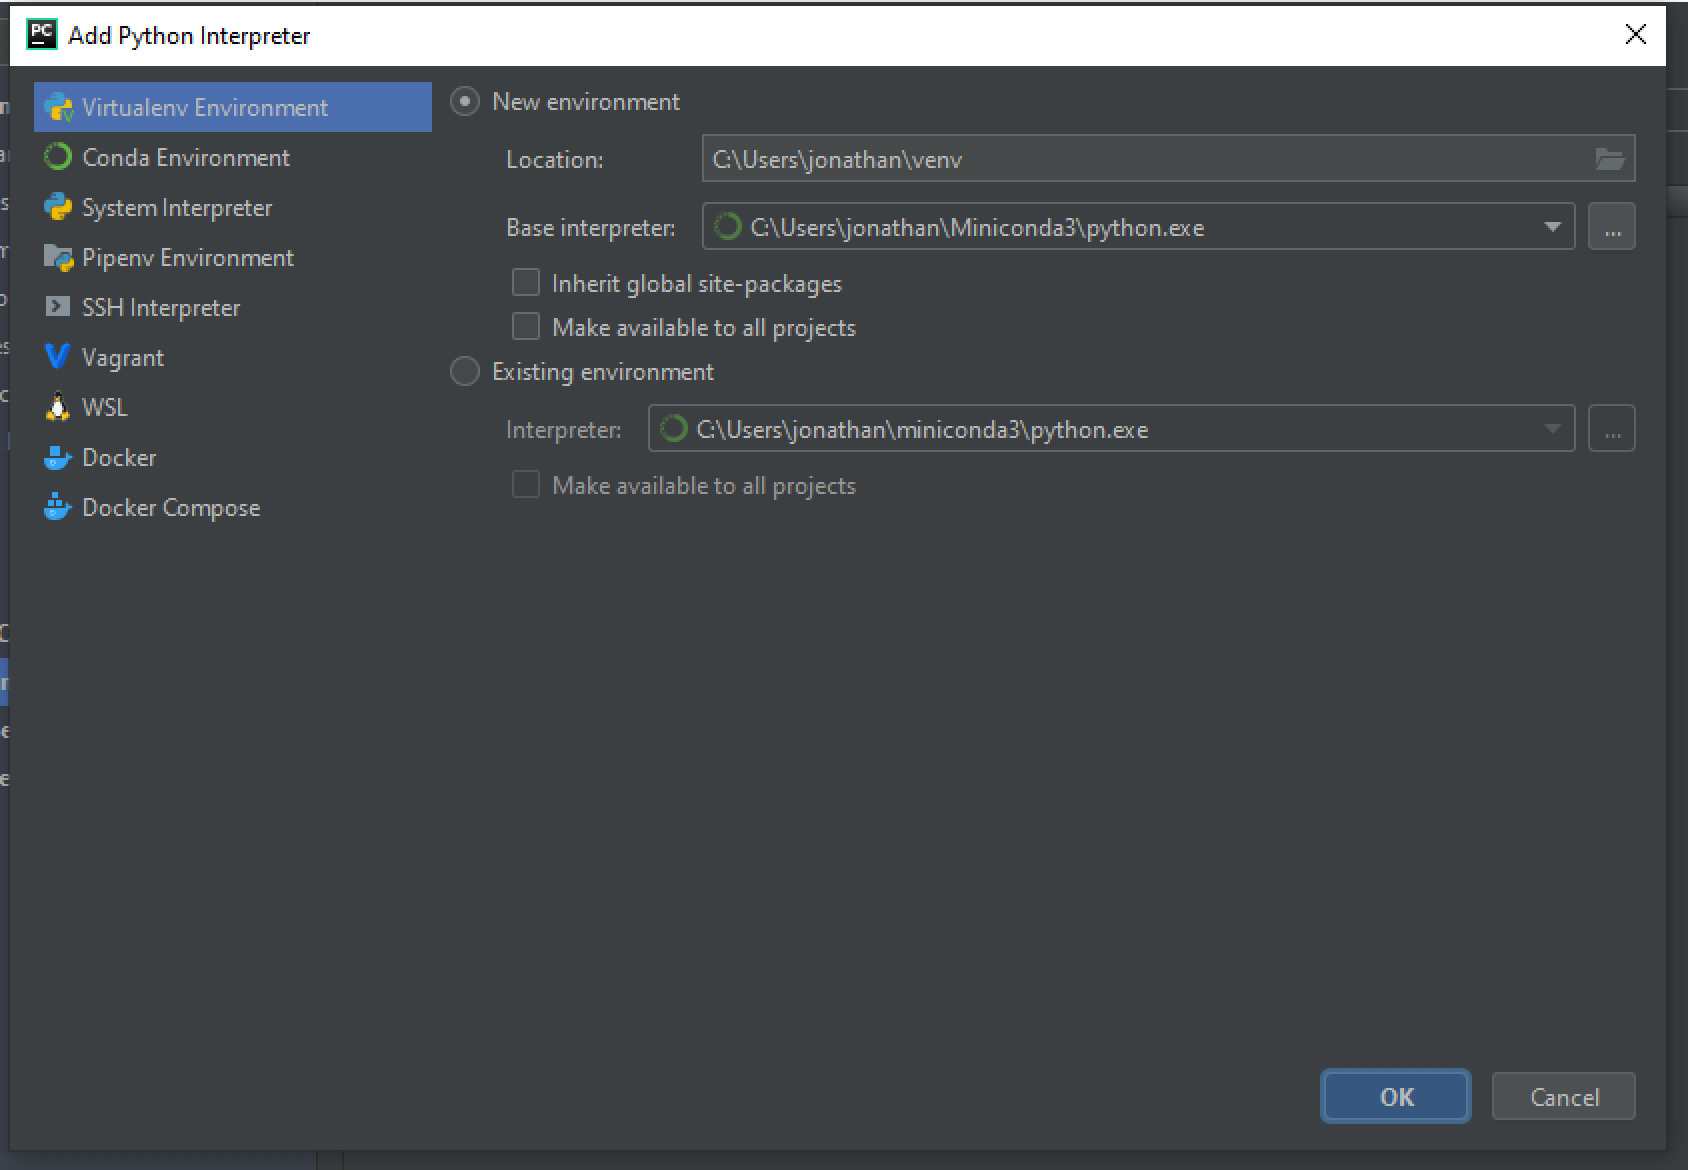 PC Add Python Interpreter
Virtualenv Environment
Conda Environment
System Interpreter
Pipenv Environment
SSH Interpreter
Vagrant
WSL
Docker
Docker Compose
New environment
Location: C:\Users\jonathan\venv
Base interpreter: C:\Users\jonathan\Miniconda3\python.exe ...
Inherit global site-packages
Make available to all projects
Existing environment
Interpreter: C:\Users\jonathan\miniconda3\python.exe ...
Make available to all projects
OK Cancel